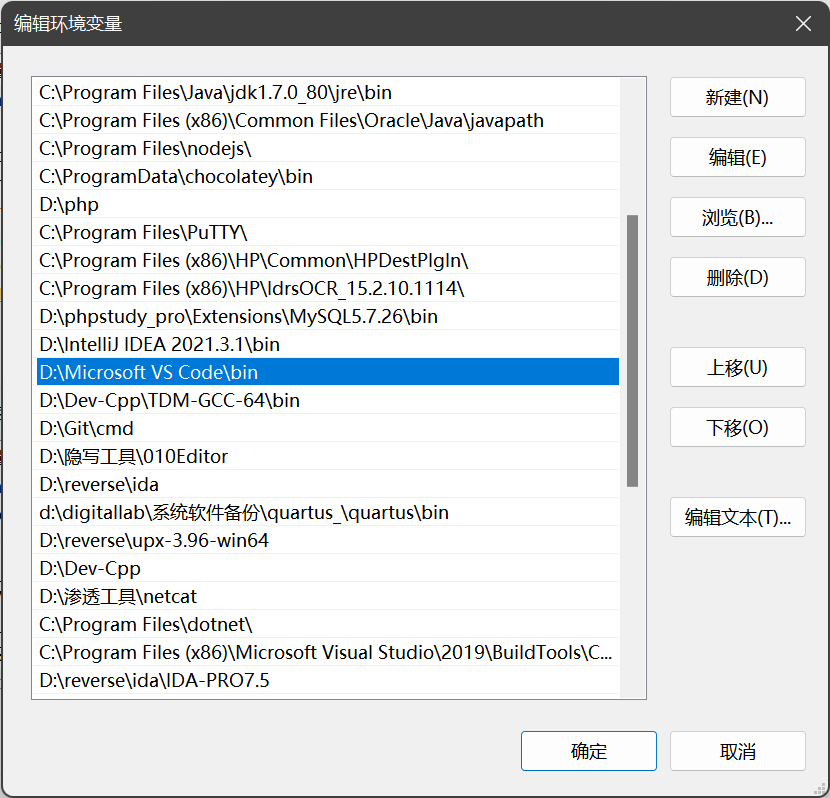 编辑环境变量
C:\Program Files\Java\jdk1.7.0_80\jre\bin
C:\Program Files (x86)\Common Files\Oracle\Java\javapath
C:\Program Files\nodejs\
C:\ProgramData\chocolatey\bin
D:\php
C:\Program Files\PuTTY\
C:\Program Files (x86)\HP\Common\HPDestPlgIn\
C:\Program Files (x86)\HP\IdrsOCR_15.2.10.1114\
D:\phpstudy_pro\Extensions\MySQL5.7.26\bin
D:\IntelliJ IDEA 2021.3.1\bin
D:\Microsoft VS Code\bin
D:\Dev-Cpp\TDM-GCC-64\bin
D:\Git\cmd
D:\隐写工具\010Editor
D:\reverse\ida
d:\digitallab\系统软件备份\quartus_\quartus\bin
D:\reverse\upx-3.96-win64
D:\Dev-Cpp
D:\渗透工具\netcat
C:\Program Files\dotnet\
C:\Program Files (x86)\Microsoft Visual Studio\2019\BuildTools\C...
D:\reverse\ida\IDA-PRO7.5
新建(N)
编辑(E)
浏览(B)...
删除(D)
上移(U)
下移(O)
编辑文本(T)...
确定
取消